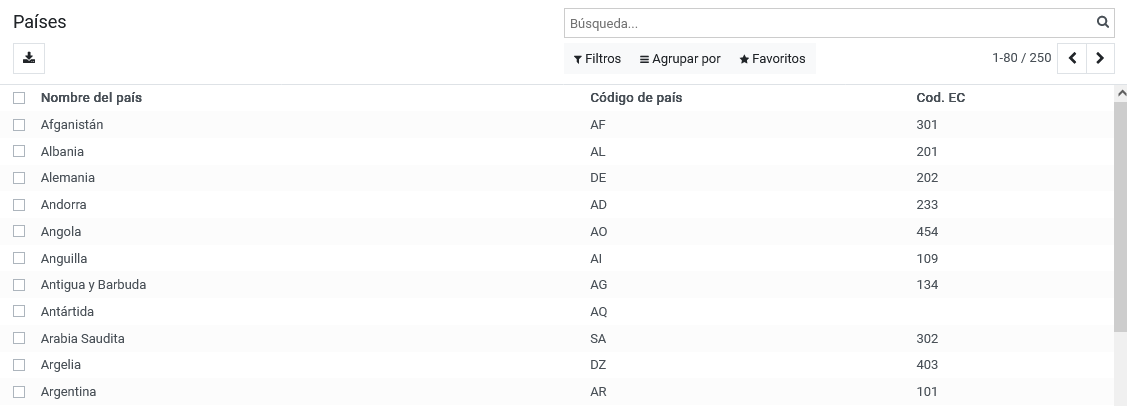 Países
Búsqueda...
Filtros Agrupar por Favoritos 1-80 / 250
Nombre del país Código de país Cod. EC
Afganistán AF 301
Albania AL 201
Alemania DE 202
Andorra AD 233
Angola AO 454
Anguilla AI 109
Antigua y Barbuda AG 134
Antártida AQ
Arabia Saudita SA 302
Argelia DZ 403
Argentina AR 101